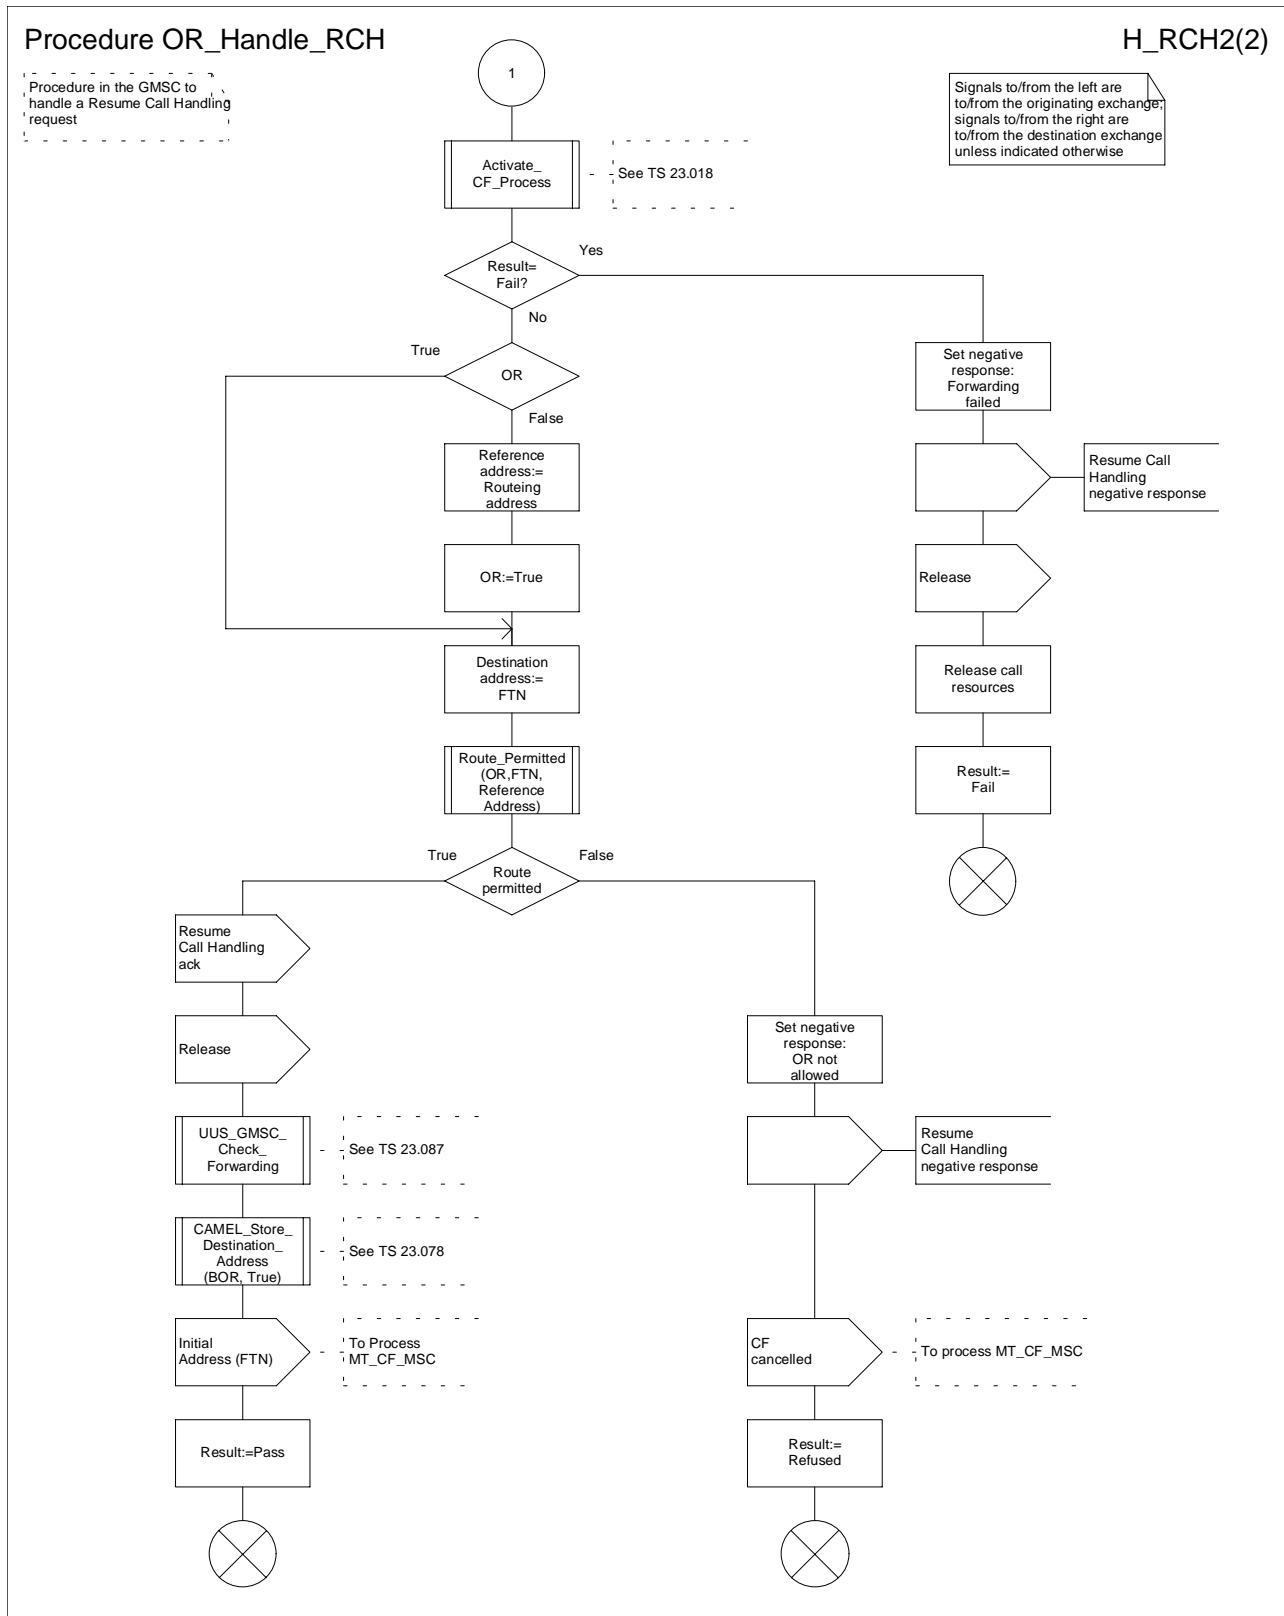 Procedure OR_Handle_RCH
H_RCH2(2)
Procedure in the GMSC to
handle a Resume Call Handling
request
1
Signals to/from the left are
to/from the originating exchange;
signals to/from the right are
to/from the destination exchange
unless indicated otherwise
Activate_
CF_Process
See TS 23.018
Result=
Fail?
Yes
No
True
OR
False
Set negative
response:
Forwarding
failed
Reference
address:=
Routeing
address
Resume Call
Handling
negative response
OR:=True
Release
Destination
address:=
FTN
Release call
resources
Route_Permitted
(OR,FTN,
Reference
Address)
Result:=
Fail
True
False
Route
permitted
Resume
Call Handling
ack
Release
Set negative
response:
OR not
allowed
UUS_GMSC_
Check_
Forwarding
See TS 23.087
Resume
Call Handling
negative response
CAMEL_Store_
Destination_
Address
(BOR, True)
See TS 23.078
Initial
Address (FTN)
To Process
MT_CF_MSC
CF
cancelled
To process MT_CF_MSC
Result:=Pass
Result:=
Refused